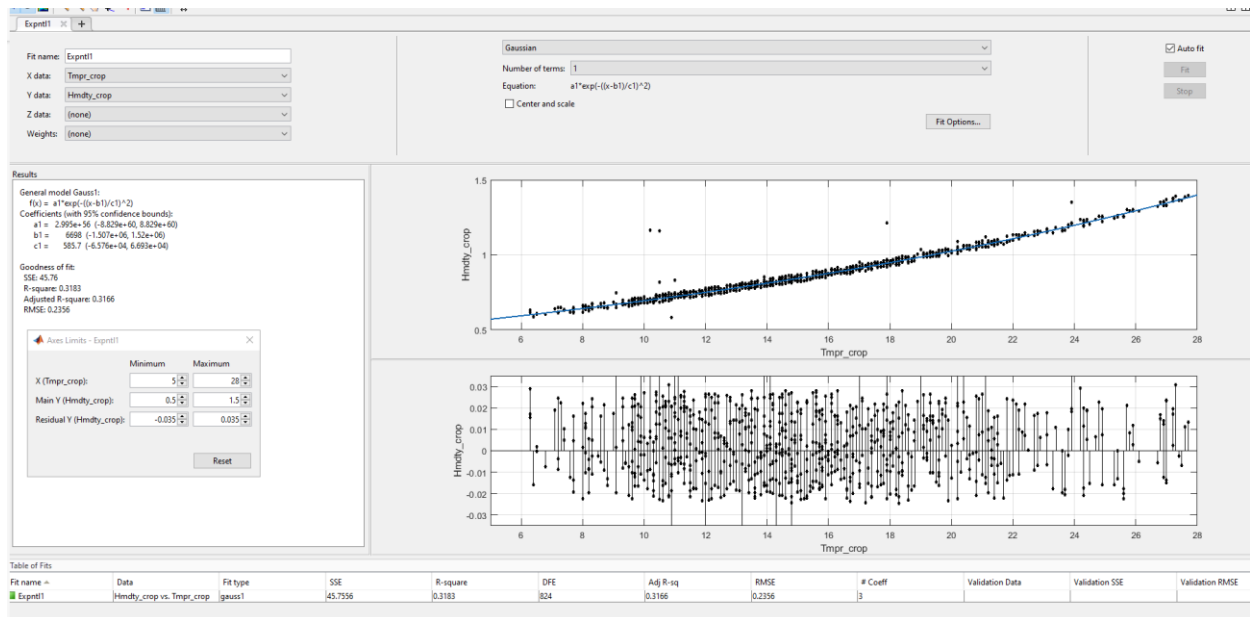 Expntl1
Fit name: Expntl1
X data: Tmpr_crop
Y data: Hmdty_crop
Z data: (none)
Weights: (none)
Gaussian
Number of terms: 1
Equation: a1*exp(-((x-b1)/c1)^2)
Center and scale
Fit Options...
Auto fit
Fit
Stop
Results
General model Gauss1:
f(x) = a1*exp(-((x-b1)/c1)^2)
Coefficients (with 95% confidence bounds):
a1 = 2.995e+56 (-8.829e+60, 8.829e+60)
b1 = 6698 (-1.507e+06, 1.52e+06)
c1 = 585.7 (-6.576e+04, 6.693e+04)
Goodness of fit:
SSE: 45.76
R-square: 0.3183
Adjusted R-square: 0.3166
RMSE: 0.2356
Axes Limits - Expntl1
Minimum Maximum
X (Tmpr_crop): 5 28
Main Y (Hmdty_crop): 0.5 1.5
Residual Y (Hmdty_crop): -0.035 0.035
Reset
1.5
1
0.5
Hmdty_crop
6 8 10 12 14 16 18 20 22 24 26 28
Tmpr_crop
0.03
0.02
0.01
0
-0.01
-0.02
-0.03
Hmdty_crop
6 8 10 12 14 16 18 20 22 24 26 28
Tmpr_crop
Table of Fits
Fit name Data Fit type SSE R-square DFE Adj R-sq RMSE # Coeff Validation Data Validation SSE Validation RMSE
Expntl1 Hmdty_crop vs. Tmpr_crop gauss1 45.7556 0.3183 824 0.3166 0.2356 3